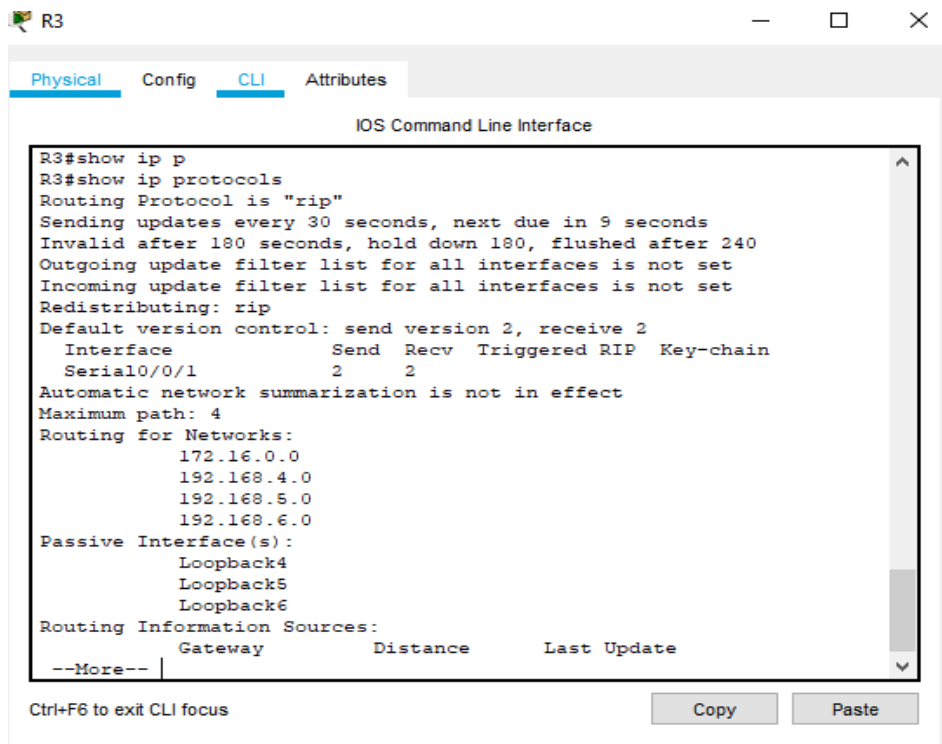 R3
Physical Config CLI Attributes
IOS Command Line Interface
R3#show ip p
R3#show ip protocols
Routing Protocol is "rip"
Sending updates every 30 seconds, next due in 9 seconds
Invalid after 180 seconds, hold down 180, flushed after 240
Outgoing update filter list for all interfaces is not set
Incoming update filter list for all interfaces is not set
Redistributing: rip
Default version control: send version 2, receive 2
Interface Send Recv Triggered RIP Key-chain
Serial0/0/1 2 2
Automatic network summarization is not in effect
Maximum path: 4
Routing for Networks:
172.16.0.0
192.168.4.0
192.168.5.0
192.168.6.0
Passive Interface(s):
Loopback4
Loopback5
Loopback6
Routing Information Sources:
Gateway Distance Last Update
--More--
Ctrl+F6 to exit CLI focus
Copy Paste